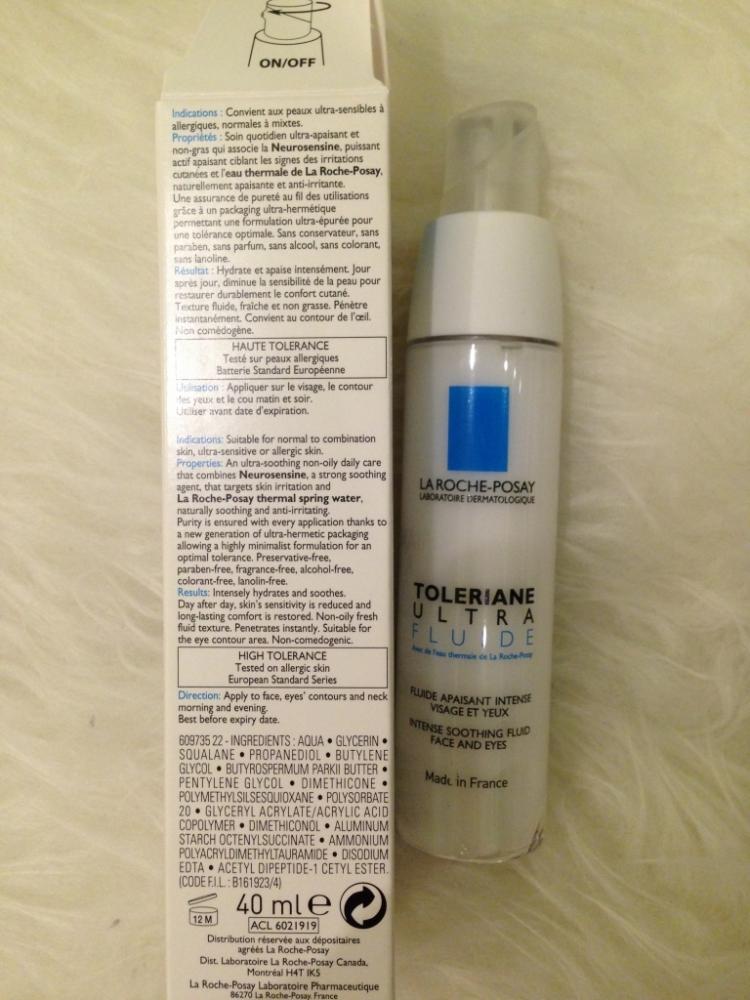 ON/OFF
Indications : Convient aux peaux ultra-sensibles à
allergiques, normales à mixtes.
Propriétés : Soin quotidien ultra-apaisant et
non-gras qui associe la Neurosensine, puissant
actif apaisant ciblant les signes des irritations
cutanées et l'eau thermale de La Roche-Posay,
naturellement apaisante et anti-irritante.
Une assurance de pureté au fil des utilisations
grâce à un packaging ultra-hermétique
permettant une formulation ultra-épurée pour
une tolérance optimale. Sans conservateur, sans
paraben, sans parfum, sans alcool, sans colorant,
sans lanoline.
Résultat : Hydrate et apaise intensément. Jour
après jour, diminue la sensibilité de la peau pour
restaurer durablement le confort cutané.
Texture fluide, fraîche et non grasse. Pénètre
instantanément. Convient au contour de l'œil.
Non comédogène.
HAUTE TOLERANCE
Testé sur peaux allergiques
Batterie Standard Européenne
Utilisation : Appliquer sur le visage, le contour
des yeux et le cou matin et soir.
Utiliser avant date d'expiration.
Indications: Suitable for normal to combination
skin, ultra-sensitive or allergic skin.
Properties: An ultra-soothing non-oily daily care
that combines Neurosensine, a strong soothing
agent, that targets skin irritation and
La Roche-Posay thermal spring water,
naturally soothing and anti-irritating.
Purity is ensured with every application thanks to
a new generation of ultra-hermetic packaging
allowing a highly minimalist formulation for an
optimal tolerance. Preservative-free,
paraben-free, fragrance-free, alcohol-free,
colorant-free, lanolin-free.
Results: Intensely hydrates and soothes.
Day after day, skin's sensitivity is reduced and
long-lasting comfort is restored. Non-oily fresh
fluid texture. Penetrates instantly. Suitable for
the eye contour area. Non-comedogenic.
HIGH TOLERANCE
Tested on allergic skin
European Standard Series
Direction: Apply to face, eyes' contours and neck
morning and evening.
Best before expiry date.
609735 22 - INGREDIENTS : AQUA • GLYCERIN •
SQUALANE • PROPANEDIOL • BUTYLENE
GLYCOL • BUTYROSPERMUM PARKII BUTTER •
PENTYLENE GLYCOL • DIMETHICONE •
POLYMETHYLSILSESQUIOXANE • POLYSORBATE
20 • GLYCERYL ACRYLATE/ACRYLIC ACID
COPOLYMER • DIMETHICONOL • ALUMINUM
STARCH OCTENYLSUCCINATE • AMMONIUM
POLYACRYLDIMETHYLTAURAMIDE • DISODIUM
EDTA • ACETYL DIPEPTIDE-1 CETYL ESTER.
(CODE F.I.L. : B161923/4)
12 M
40 ml e
ACL 6021919
Distribution réservée aux dépositaires
agréés La Roche-Posay
Dist. Laboratoire La Roche-Posay Canada,
Montréal H4T 1K5
La Roche-Posay Laboratoire Pharmaceutique
86270 La Roche-Posay. France
LA ROCHE-POSAY
LABORATOIRE DERMATOLOGIQUE
TOLERIANE
ULTRA
FLUIDE
Avec de l'eau thermale de La Roche-Posay
FLUIDE APAISANT INTENSE
VISAGE ET YEUX
INTENSE SOOTHING FLUID
FACE AND EYES
Made in France